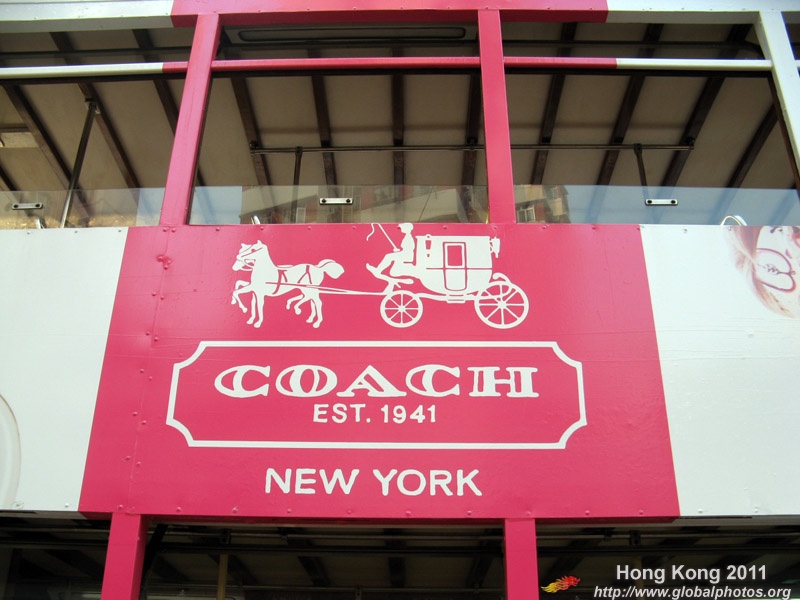 COACH
EST. 1941
NEW YORK
Hong Kong 2011
http://www.globalphotos.org